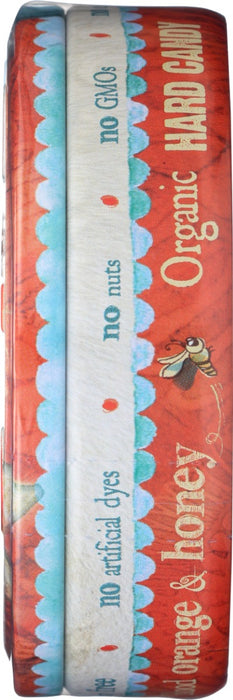 no artificial dyes • no nuts • no GMOs
orange & honey Organic HARD CANDY